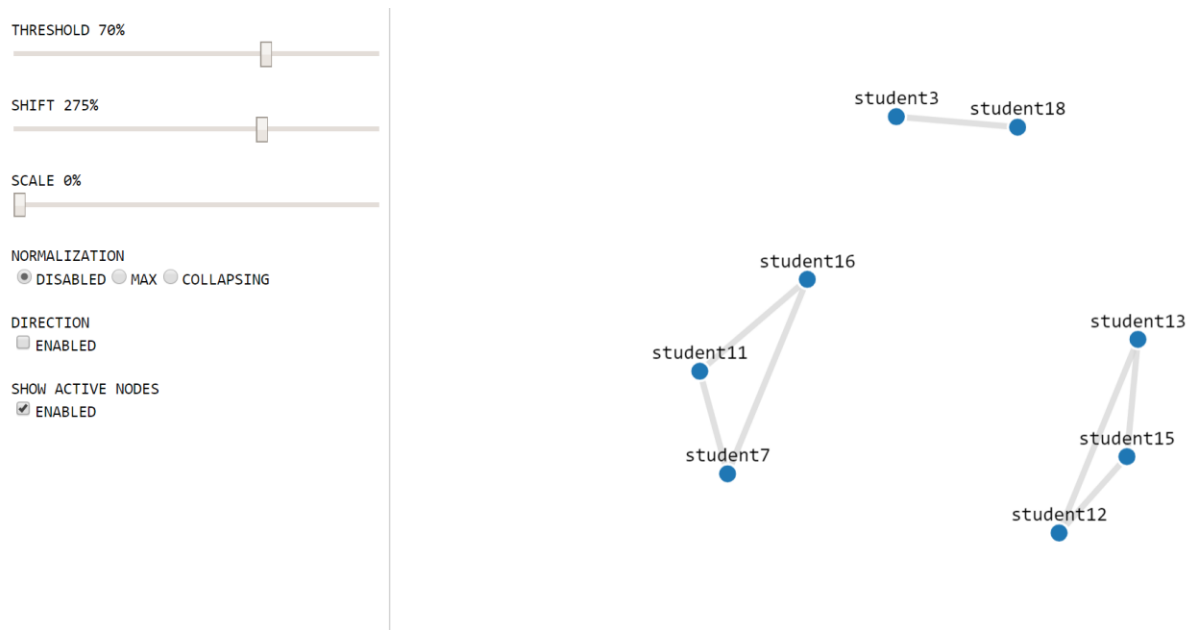 THRESHOLD 70%
SHIFT 275%
SCALE 0%
NORMALIZATION
DISABLED MAX COLLAPSING
DIRECTION
ENABLED
SHOW ACTIVE NODES
ENABLED
student3
student18
student16
student13
student11
student15
student7
student12